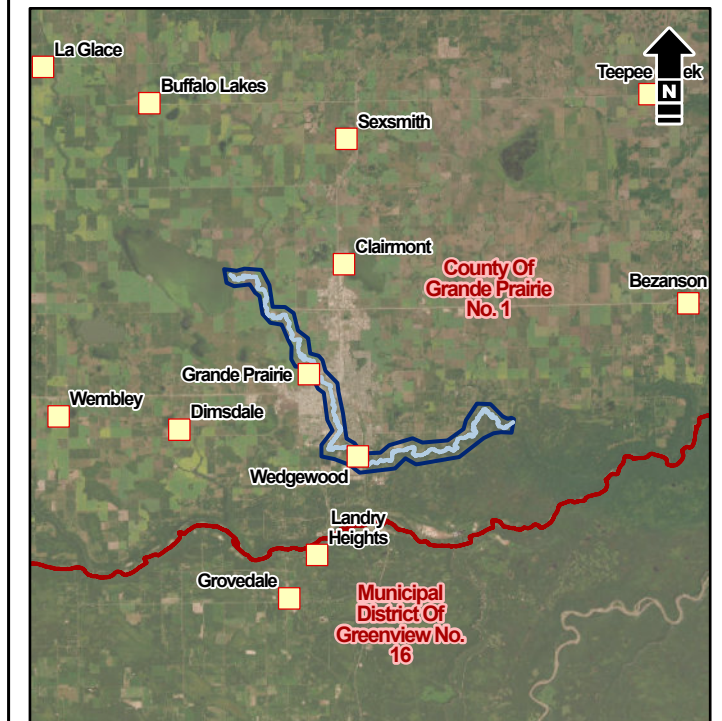 La Glace
Buffalo Lakes
Teepee ek
N
Sexsmith
Clairmont
County Of
Grande Prairie
No. 1
Bezanson
Grande Prairie
Wembley
Dimsdale
Wedgewood
Landry
Heights
Grovedale
Municipal
District Of
Greenview No.
16